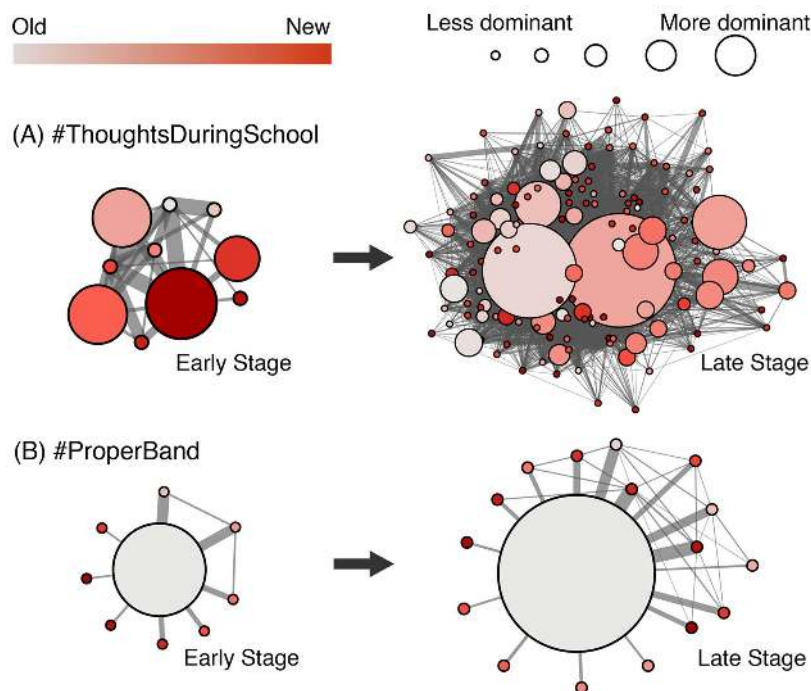 Old New
Less dominant More dominant
(A) #ThoughtsDuringSchool
Early Stage
Late Stage
(B) #ProperBand
Early Stage
Late Stage